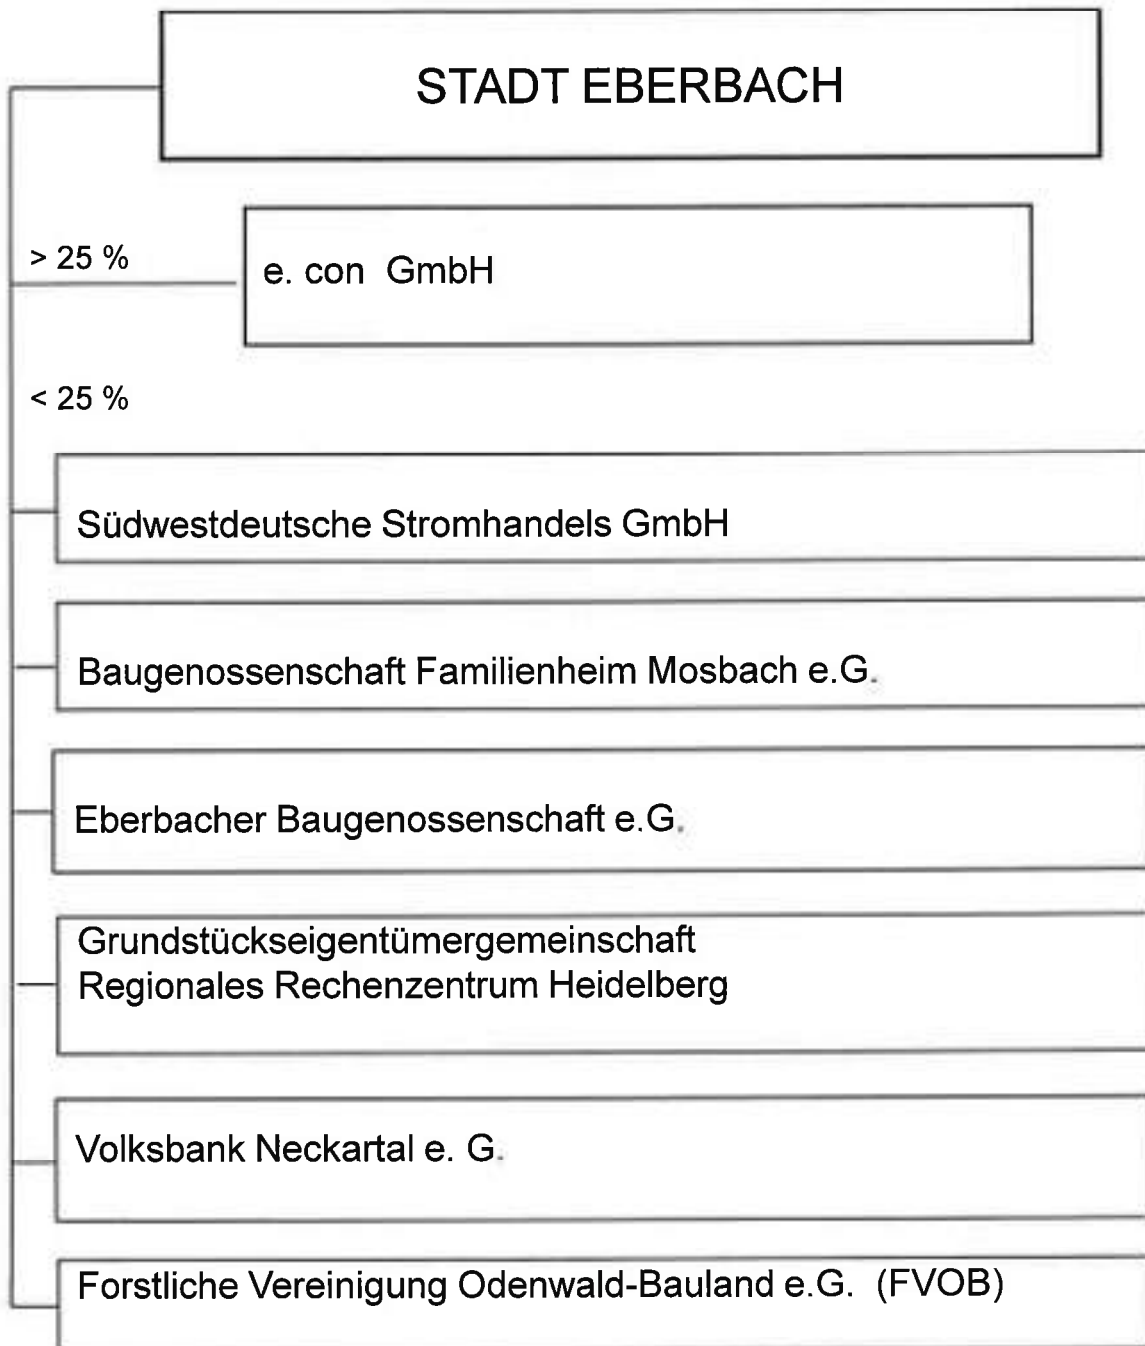 STADT EBERBACH
> 25 %
e. con GmbH
< 25 %
Südwestdeutsche Stromhandels GmbH
Baugenossenschaft Familienheim Mosbach e.G.
Eberbacher Baugenossenschaft e.G.
Grundstückseigentümergemeinschaft
Regionales Rechenzentrum Heidelberg
Volksbank Neckartal e. G.
Forstliche Vereinigung Odenwald-Bauland e.G. (FVOB)